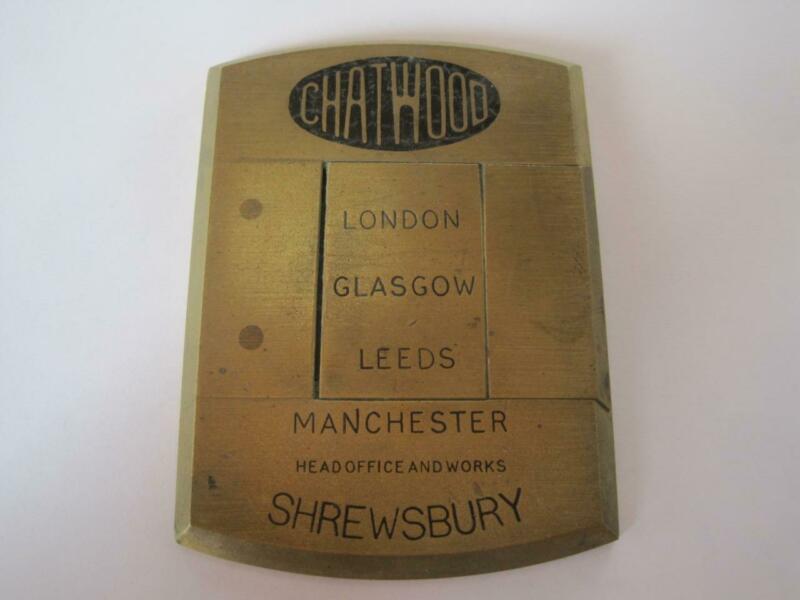 CHATWOOD
LONDON
GLASGOW
LEEDS
MANCHESTER
HEAD OFFICE AND WORKS
SHREWSBURY